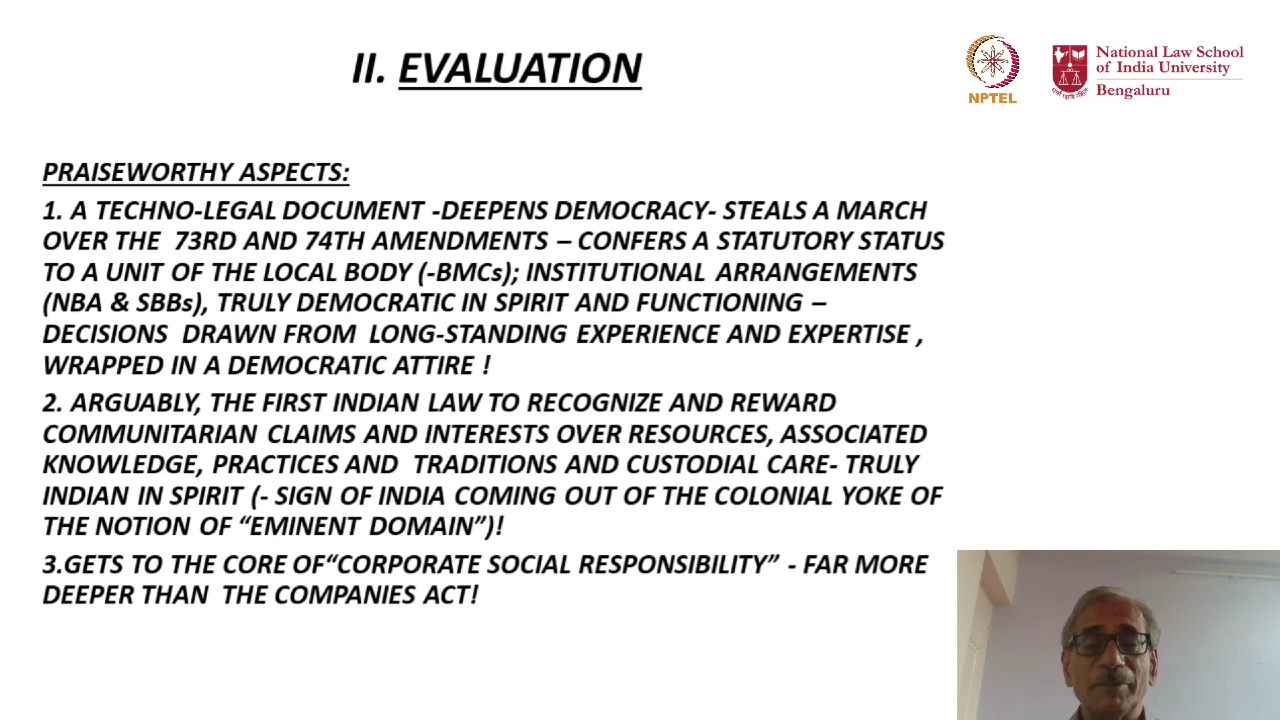 II. EVALUATION
NPTEL
National Law School
of India University
Bengaluru
PRAISEWORTHY ASPECTS:
1. A TECHNO-LEGAL DOCUMENT -DEEPENS DEMOCRACY- STEALS A MARCH
OVER THE 73RD AND 74TH AMENDMENTS – CONFERS A STATUTORY STATUS
TO A UNIT OF THE LOCAL BODY (-BMCs); INSTITUTIONAL ARRANGEMENTS
(NBA & SBBs), TRULY DEMOCRATIC IN SPIRIT AND FUNCTIONING –
DECISIONS DRAWN FROM LONG-STANDING EXPERIENCE AND EXPERTISE ,
WRAPPED IN A DEMOCRATIC ATTIRE !
2. ARGUABLY, THE FIRST INDIAN LAW TO RECOGNIZE AND REWARD
COMMUNITARIAN CLAIMS AND INTERESTS OVER RESOURCES, ASSOCIATED
KNOWLEDGE, PRACTICES AND TRADITIONS AND CUSTODIAL CARE- TRULY
INDIAN IN SPIRIT (- SIGN OF INDIA COMING OUT OF THE COLONIAL YOKE OF
THE NOTION OF “EMINENT DOMAIN”)!
3.GETS TO THE CORE OF“CORPORATE SOCIAL RESPONSIBILITY” - FAR MORE
DEEPER THAN THE COMPANIES ACT!